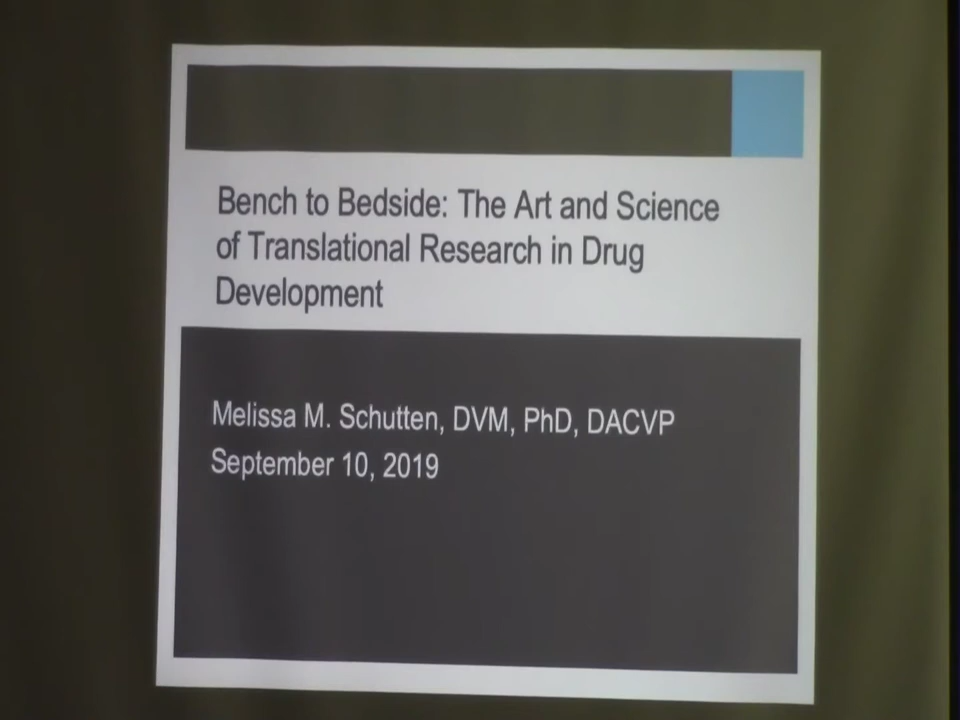 Bench to Bedside: The Art and Science
of Translational Research in Drug
Development
Melissa M. Schutten, DVM, PhD, DACVP
September 10, 2019